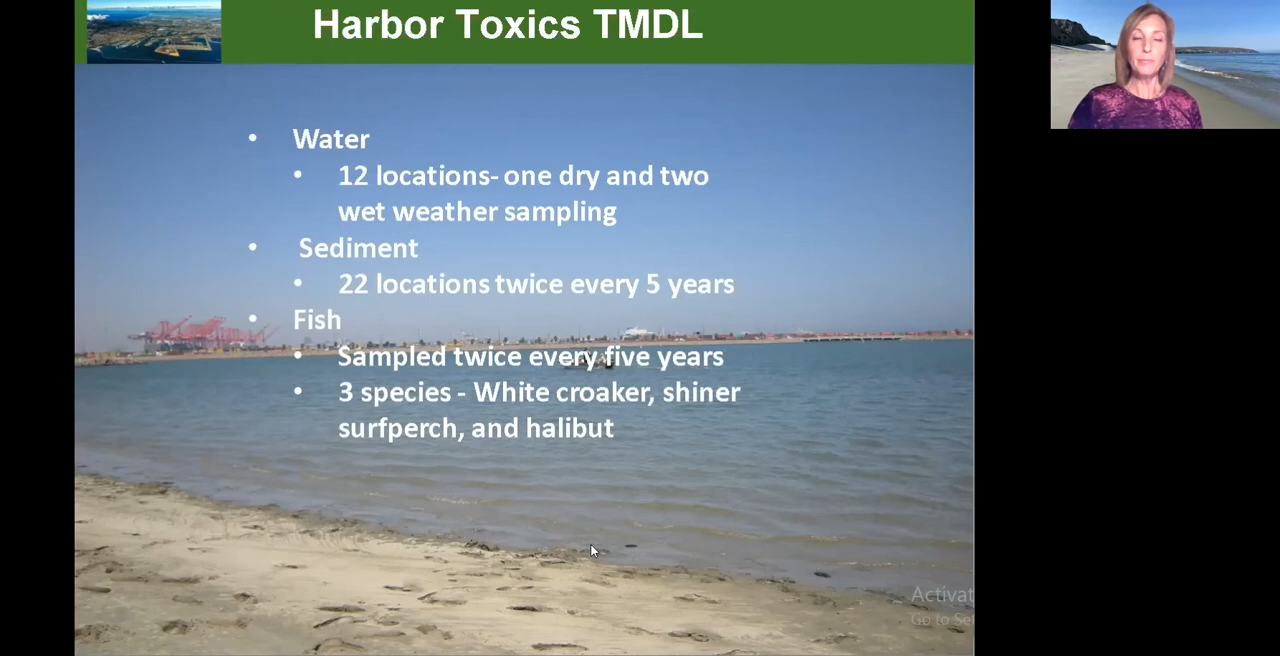 Harbor Toxics TMDL
• Water
• 12 locations- one dry and two
wet weather sampling
• Sediment
• 22 locations twice every 5 years
• Fish
• Sampled twice every five years
• 3 species - White croaker, shiner
surfperch, and halibut
Activat
Go to Se